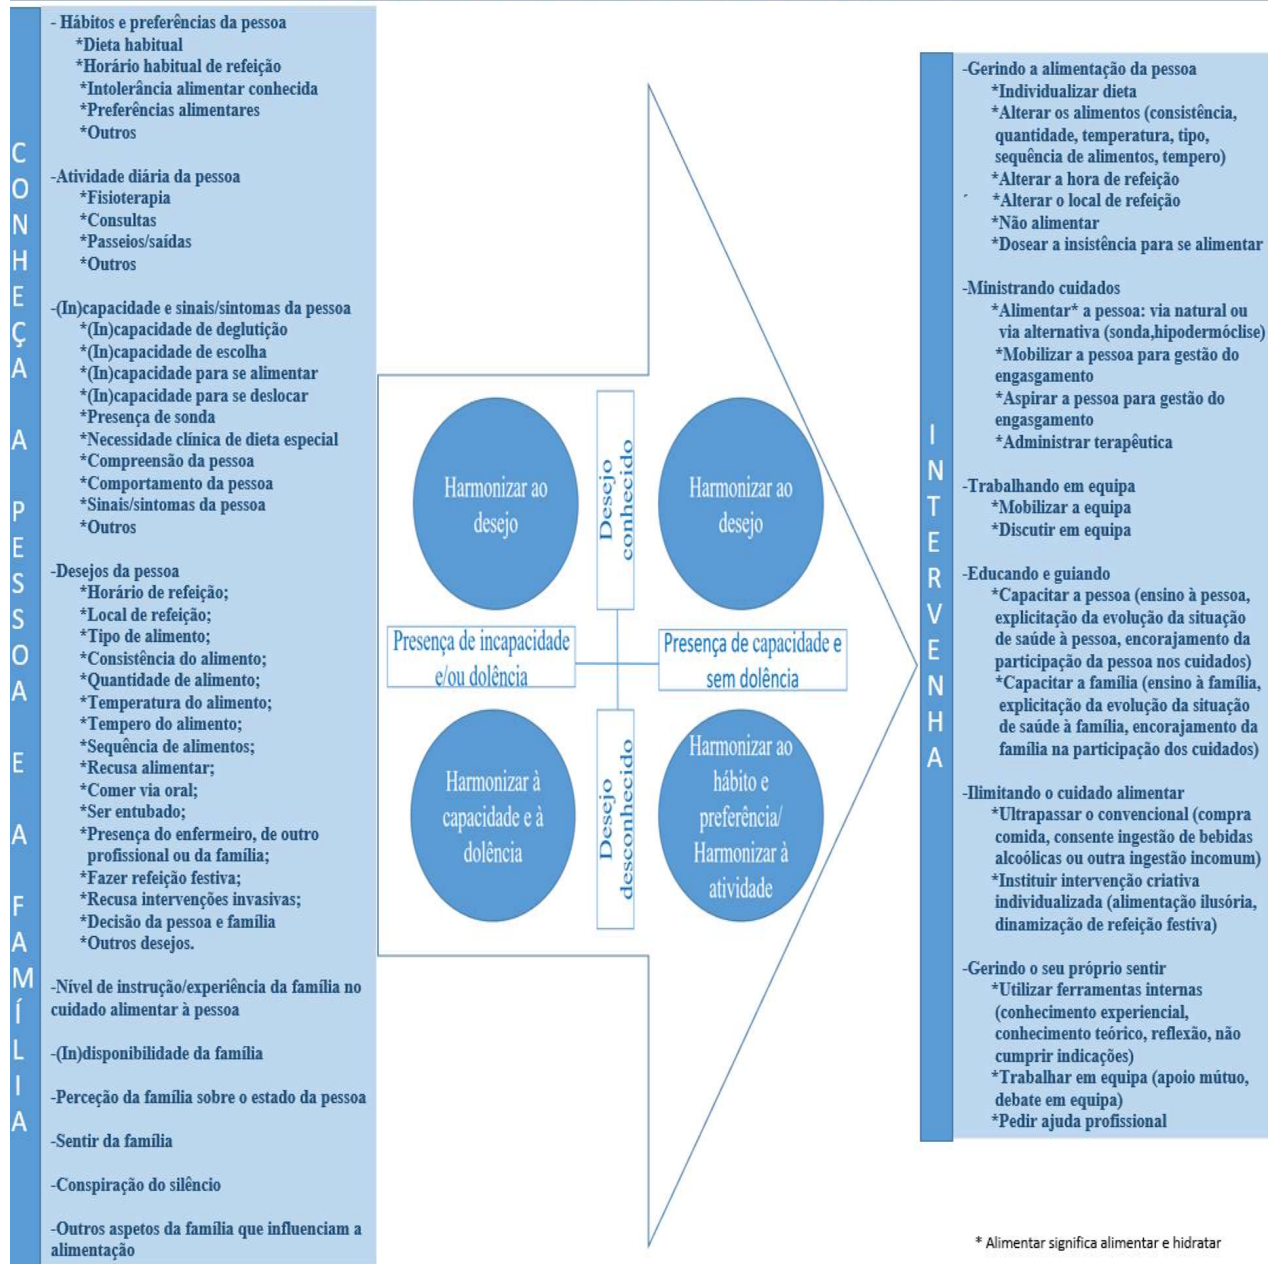 CONHEÇA A PESSOA E A FAMÍLIA
- Hábitos e preferências da pessoa
*Dieta habitual
*Horário habitual de refeição
*Intolerância alimentar conhecida
*Preferências alimentares
*Outros
-Atividade diária da pessoa
*Fisioterapia
*Consultas
*Passeios/saídas
*Outros
-(In)capacidade e sinais/sintomas da pessoa
*(In)capacidade de deglutição
*(In)capacidade de escolha
*(In)capacidade para se alimentar
*(In)capacidade para se deslocar
*Presença de sonda
*Necessidade clínica de dieta especial
*Compreensão da pessoa
*Comportamento da pessoa
*Sinais/sintomas da pessoa
*Outros
-Desejos da pessoa
*Horário de refeição;
*Local de refeição;
*Tipo de alimento;
*Consistência do alimento;
*Quantidade de alimento;
*Temperatura do alimento;
*Tempero do alimento;
*Sequência de alimentos;
*Recusa alimentar;
*Comer via oral;
*Ser entubado;
*Presença do enfermeiro, de outro
profissional ou da família;
*Fazer refeição festiva;
*Recusa intervenções invasivas;
*Decisão da pessoa e família
*Outros desejos.
-Nível de instrução/experiência da família no
cuidado alimentar à pessoa
-(In)disponibilidade da família
-Perceção da família sobre o estado da pessoa
-Sentir da família
-Conspiração do silêncio
-Outros aspetos da família que influenciam a
alimentação
Harmonizar ao
desejo
Desejo
conhecido
Harmonizar ao
desejo
Presença de incapacidade
e/ou dolência
Presença de capacidade e
sem dolência
Harmonizar à
capacidade e à
dolência
Desejo
desconhecido
Harmonizar ao
hábito e
preferência/
Harmonizar à
atividade
INTERVENHA
-Gerindo a alimentação da pessoa
*Individualizar dieta
*Alterar os alimentos (consistência,
quantidade, temperatura, tipo,
sequência de alimentos, tempero)
*Alterar a hora de refeição
´ *Alterar o local de refeição
*Não alimentar
*Dosear a insistência para se alimentar
-Ministrando cuidados
*Alimentar* a pessoa: via natural ou
via alternativa (sonda,hipodermóclise)
*Mobilizar a pessoa para gestão do
engasgamento
*Aspirar a pessoa para gestão do
engasgamento
*Administrar terapêutica
-Trabalhando em equipa
*Mobilizar a equipa
*Discutir em equipa
-Educando e guiando
*Capacitar a pessoa (ensino à pessoa,
explicitação da evolução da situação
de saúde à pessoa, encorajamento da
participação da pessoa nos cuidados)
*Capacitar a família (ensino à família,
explicitação da evolução da situação
de saúde à família, encorajamento da
família na participação dos cuidados)
-Ilimitando o cuidado alimentar
*Ultrapassar o convencional (compra
comida, consente ingestão de bebidas
alcoólicas ou outra ingestão incomum)
*Instituir intervenção criativa
individualizada (alimentação ilusória,
dinamização de refeição festiva)
-Gerindo o seu próprio sentir
*Utilizar ferramentas internas
(conhecimento experiencial,
conhecimento teórico, reflexão, não
cumprir indicações)
*Trabalhar em equipa (apoio mútuo,
debate em equipa)
*Pedir ajuda profissional
* Alimentar significa alimentar e hidratar